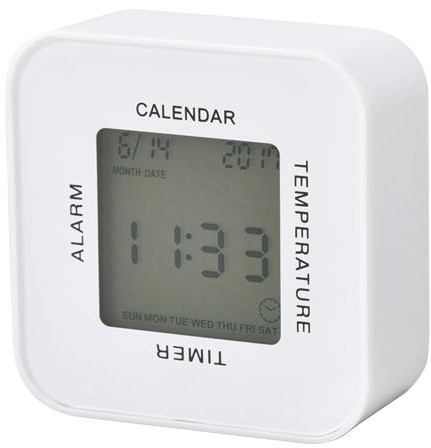 CALENDAR
6/14 2017
MONTH DATE
ALARM
TEMPERATURE
11:33
SUN MON TUE WED THU FRI SAT
TIMER